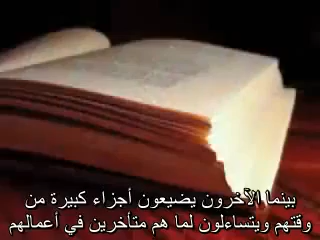 بينما الآخرون يضيعون أجزاء كبيرة من
وقتهم ويتساءلون لما هم متأخرين في أعمالهم